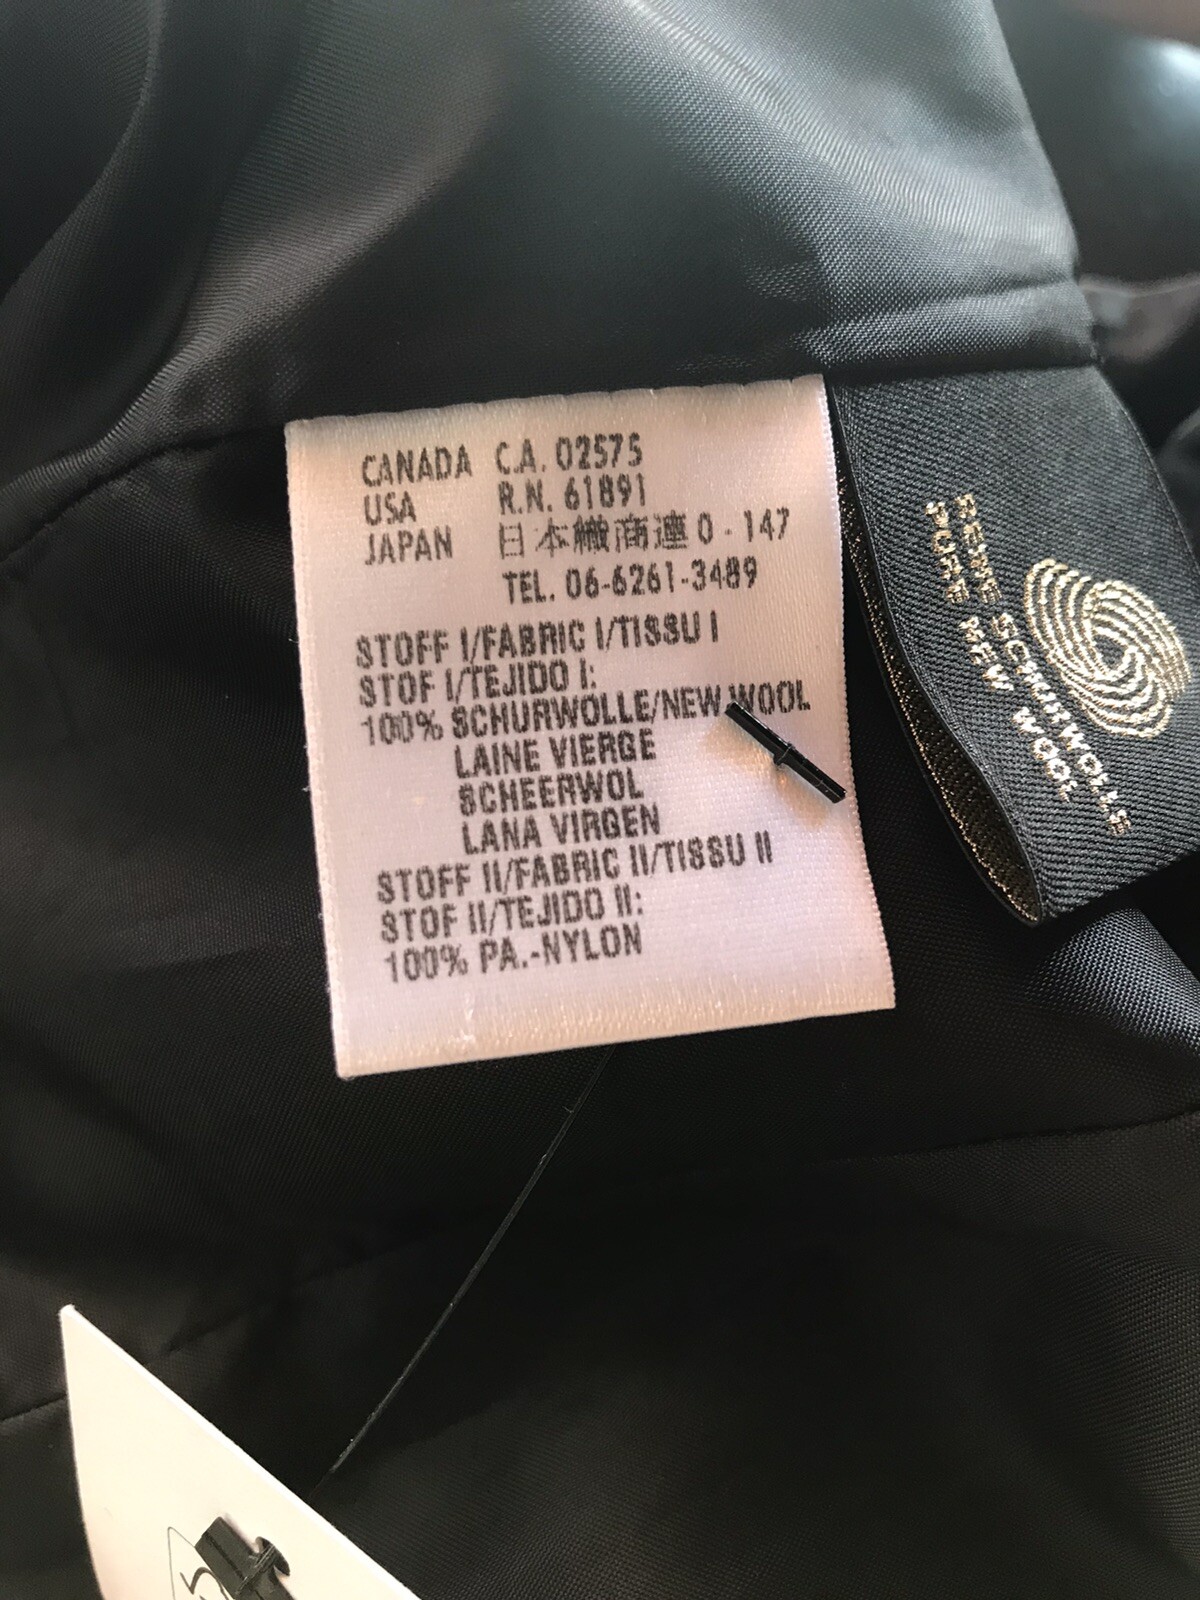 CANADA C.A. 02575
USA R.N. 61891
JAPAN 日本織商連 0 - 147
TEL. 06-6261-3489
STOFF I/FABRIC I/TISSU I
STOF I/TEJIDO I:
100% SCHURWOLLE/NEW WOOL
LAINE VIERGE
SCHEERWOL
LANA VIRGEN
STOFF II/FABRIC II/TISSU II
STOF II/TEJIDO II:
100% PA.-NYLON
REINE SCHURWOLLE
PURE NEW WOOL